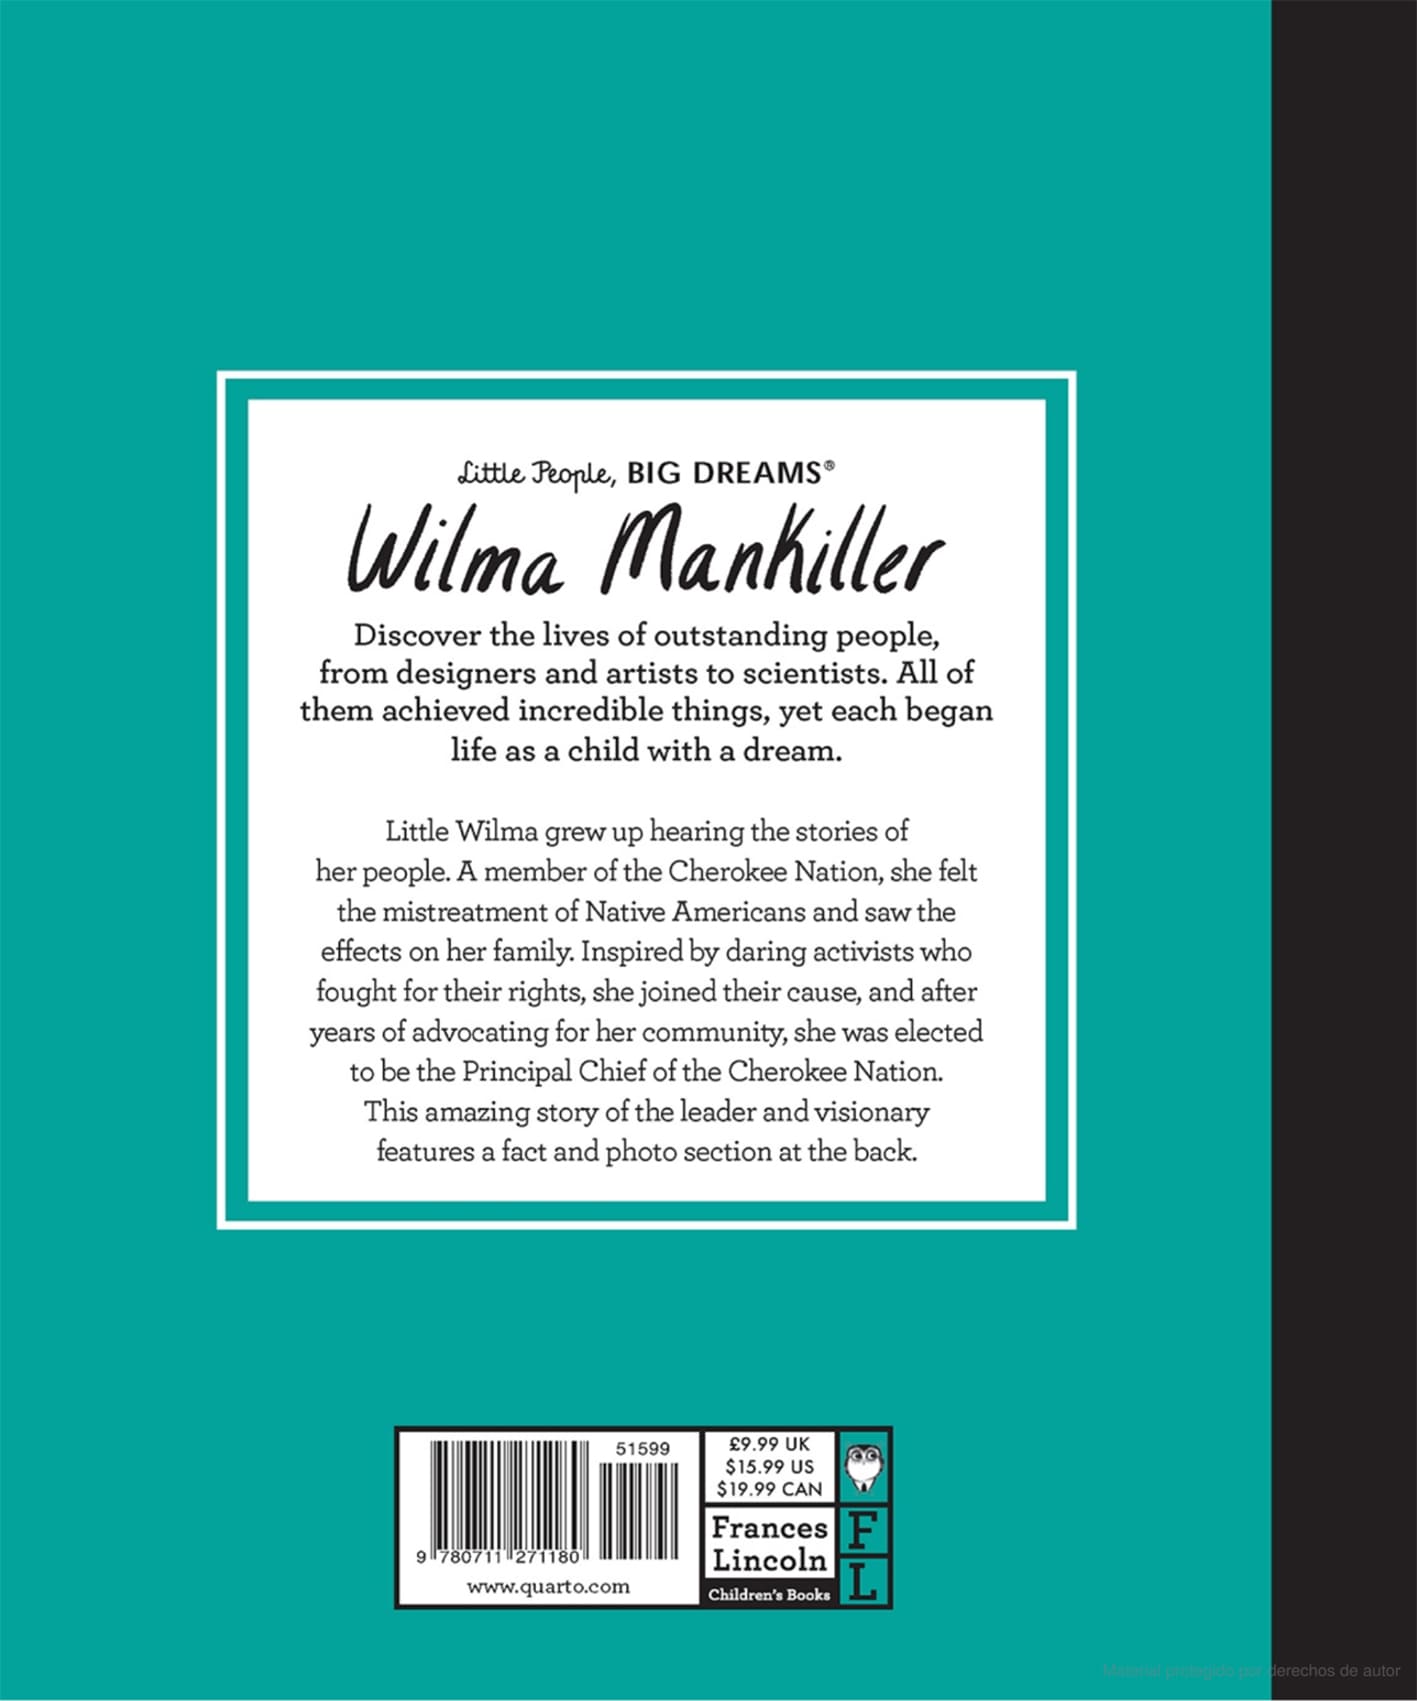 Little People, BIG DREAMS®
Wilma Mankiller
Discover the lives of outstanding people,
from designers and artists to scientists. All of
them achieved incredible things, yet each began
life as a child with a dream.
Little Wilma grew up hearing the stories of
her people. A member of the Cherokee Nation, she felt
the mistreatment of Native Americans and saw the
effects on her family. Inspired by daring activists who
fought for their rights, she joined their cause, and after
years of advocating for her community, she was elected
to be the Principal Chief of the Cherokee Nation.
This amazing story of the leader and visionary
features a fact and photo section at the back.
51599
9 780711 271180
www.quarto.com
£9.99 UK
$15.99 US
$19.99 CAN
Frances
Lincoln
Children's Books
F
L
Material protegido por derechos de autor